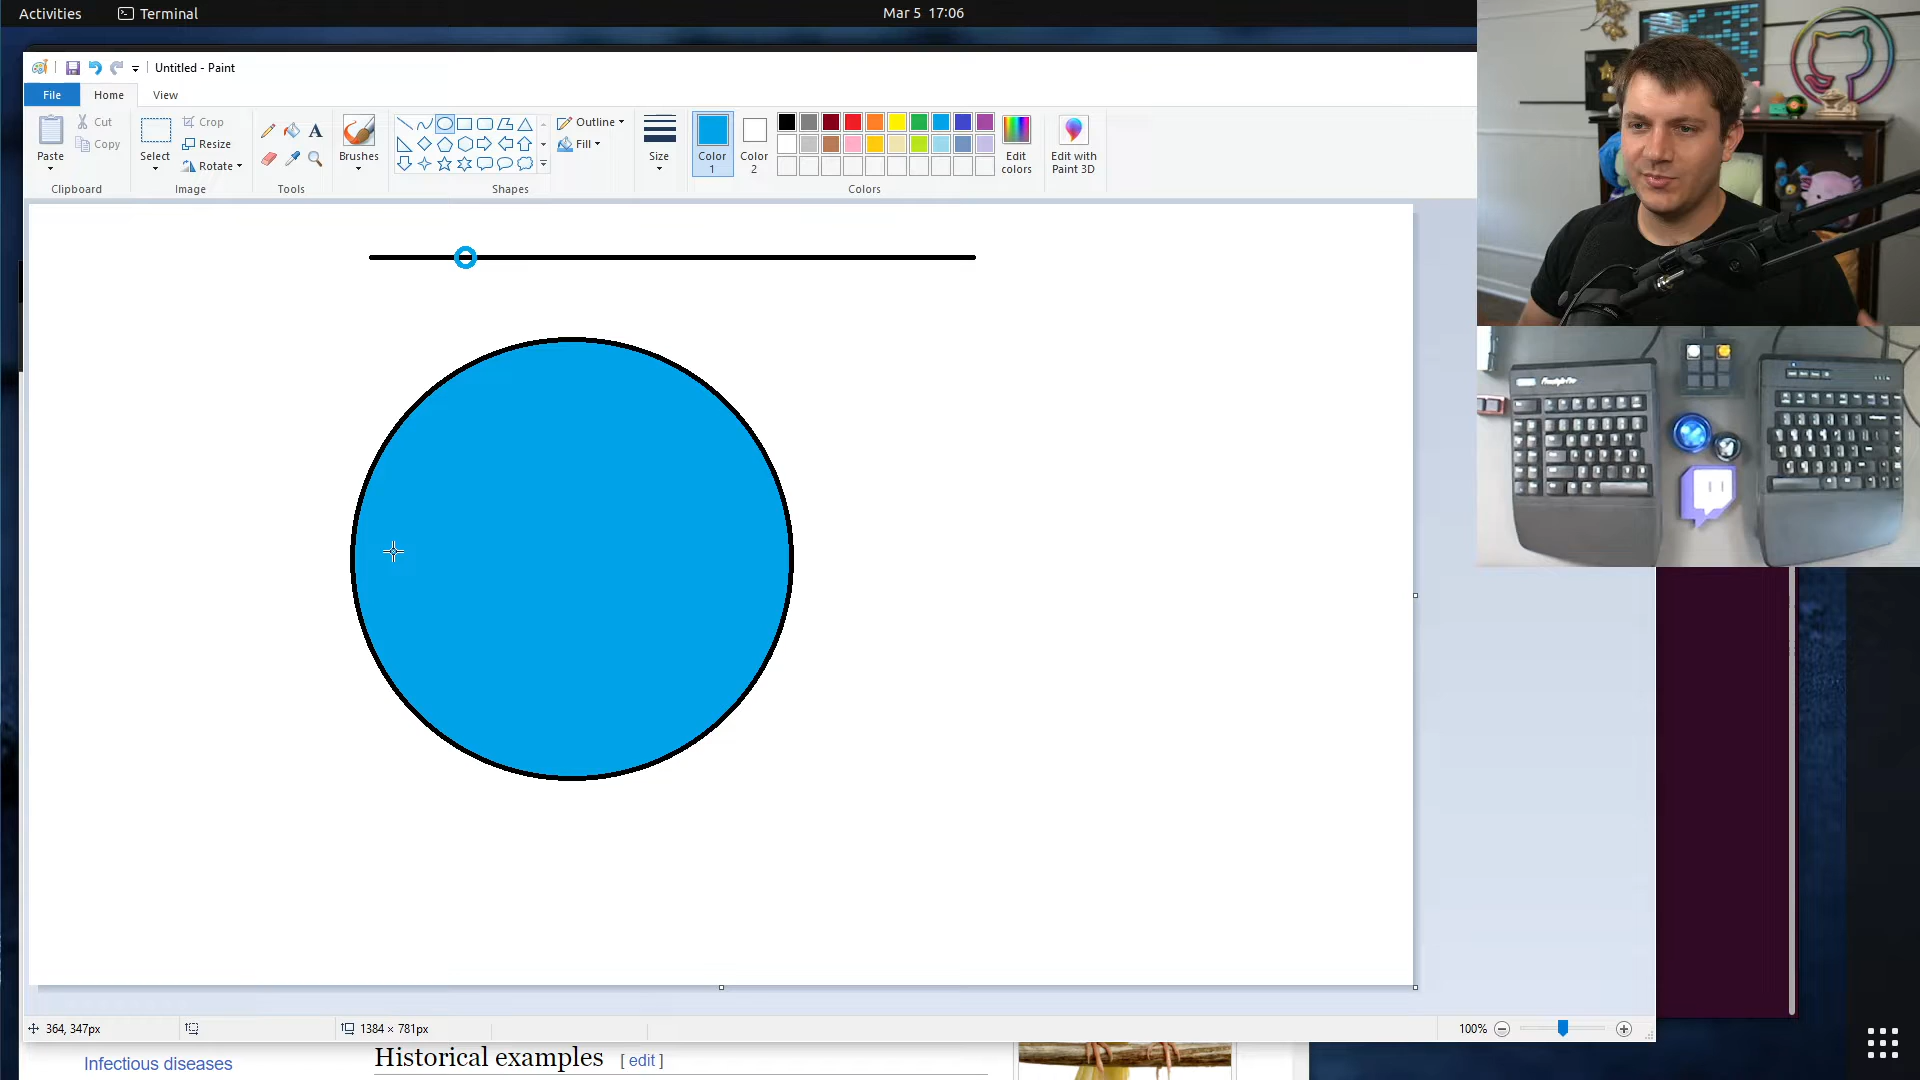 Activities
Terminal
Mar 5 17:06
Untitled - Paint
File
Home
View
Paste
Cut
Copy
Clipboard
Select
Crop
Resize
Rotate
Image
Tools
Brushes
Shapes
Outline
Fill
Size
Color 1
Color 2
Edit colors
Edit with Paint 3D
Colors
364, 347px
1384 × 781px
100%
Infectious diseases
Historical examples [ edit ]